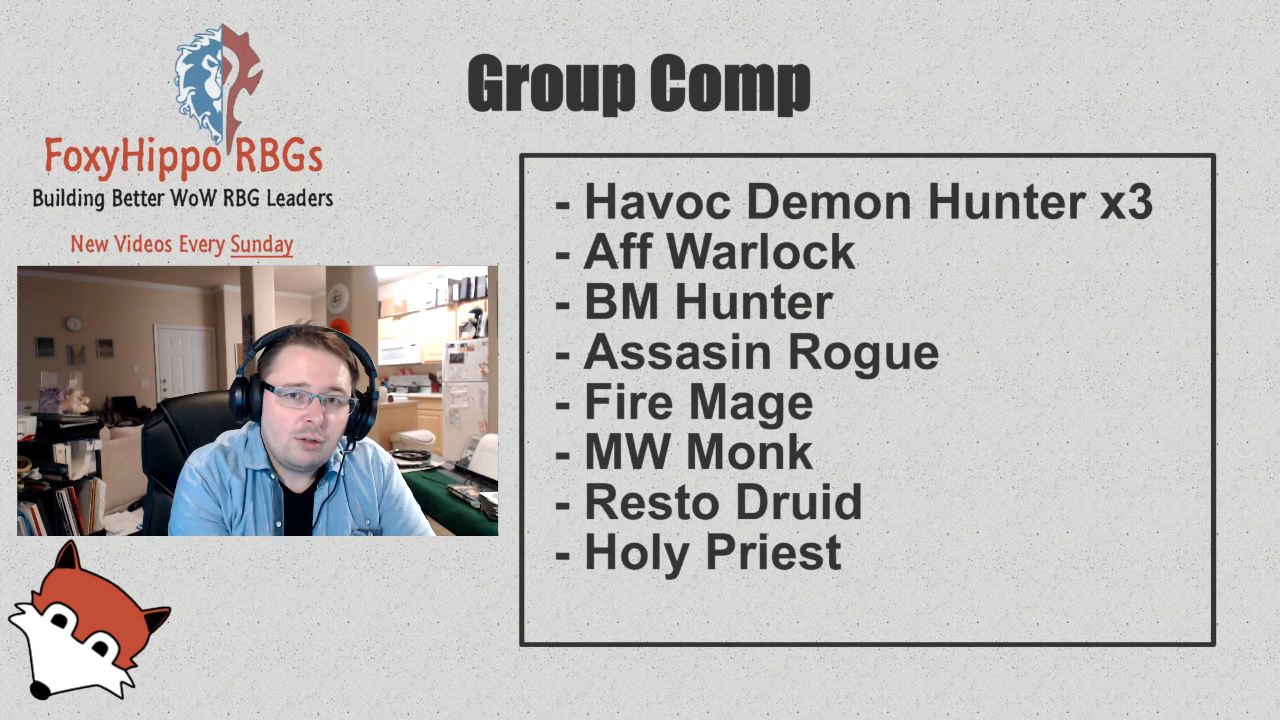 FoxyHippo RBGs
Building Better WoW RBG Leaders
New Videos Every Sunday
Group Comp
- Havoc Demon Hunter x3
- Aff Warlock
- BM Hunter
- Assasin Rogue
- Fire Mage
- MW Monk
- Resto Druid
- Holy Priest